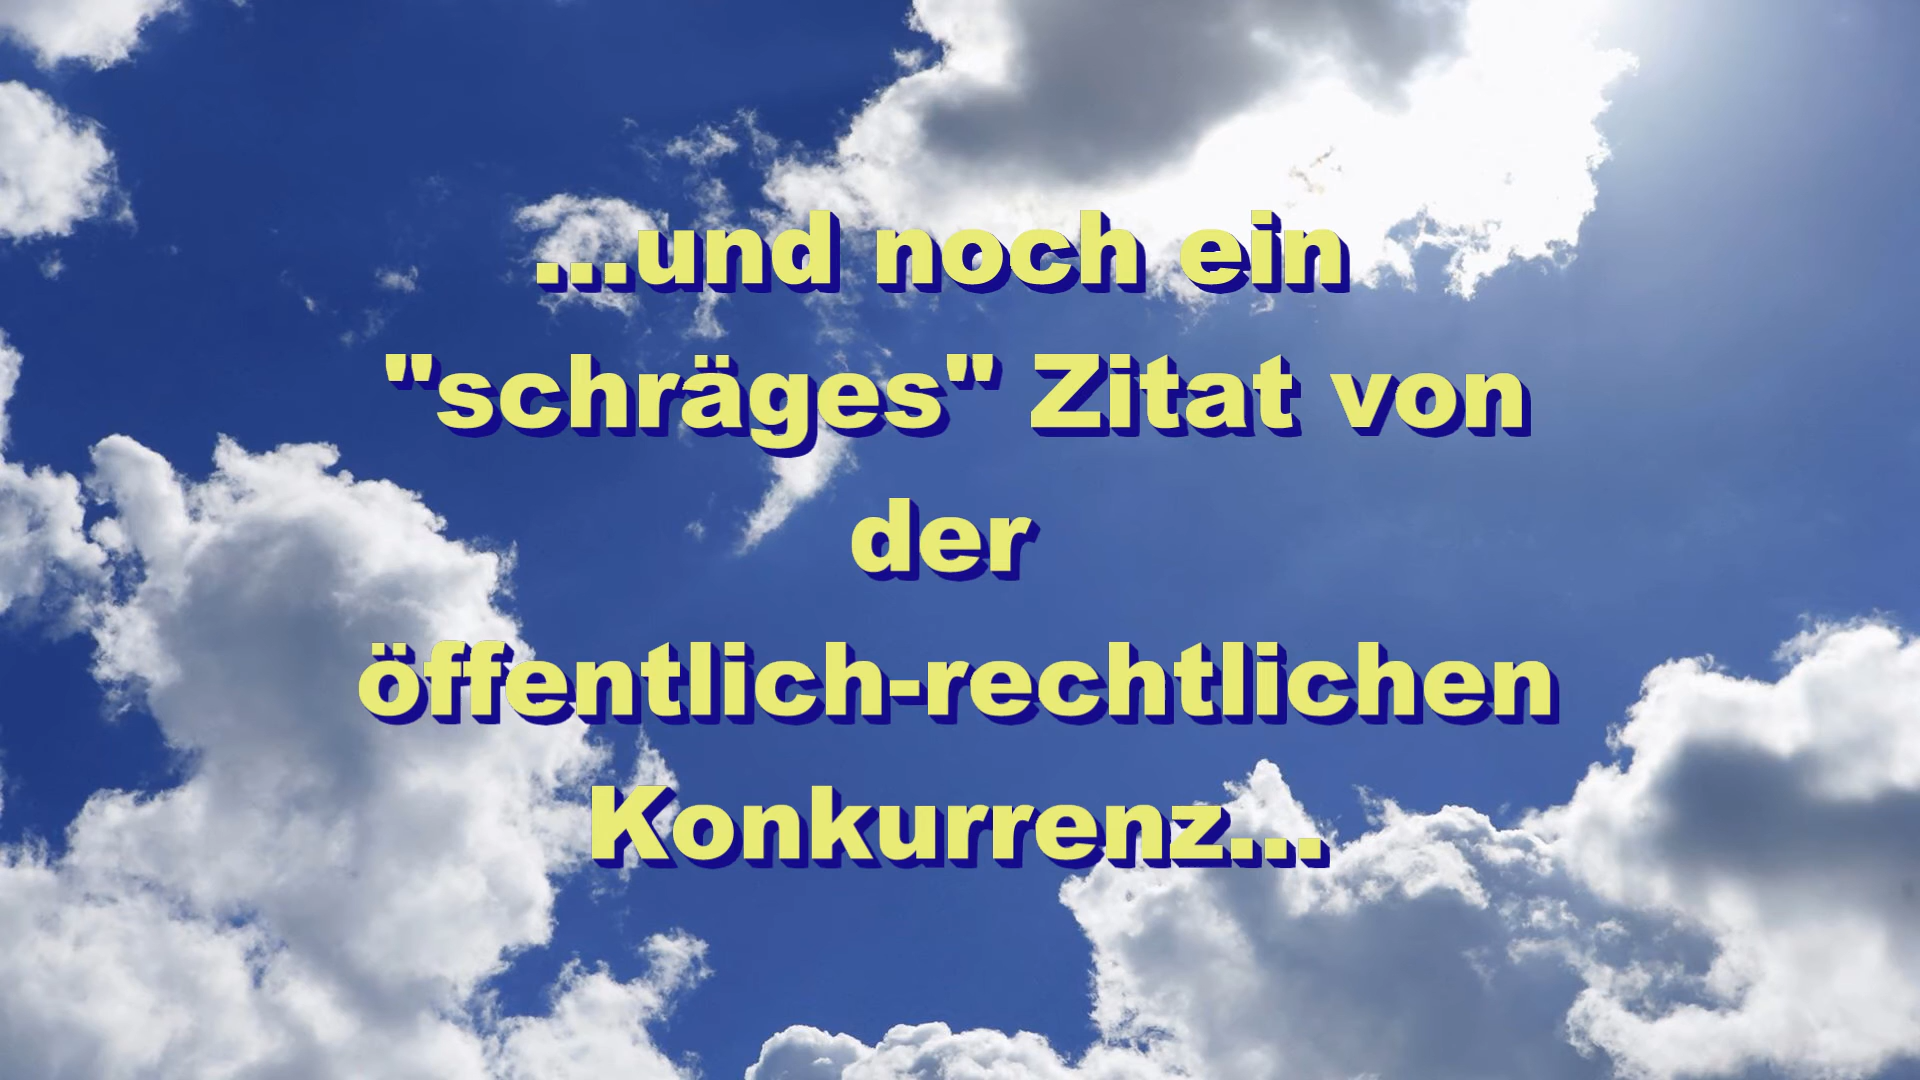 ...und noch ein
"schräges" Zitat von
der
öffentlich-rechtlichen
Konkurrenz...